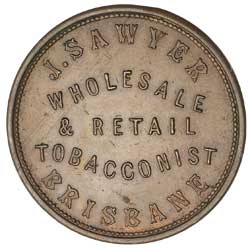 J. SAWYER
WHOLESALE
& RETAIL
TOBACCONIST
BRISBANE